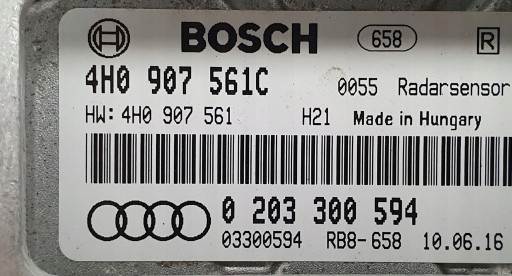 BOSCH 658 R
4H0 907 561C 0055 Radarsensor
HW: 4H0 907 561 H21 Made in Hungary
0 203 300 594
03300594 RB8-658 10.06.16